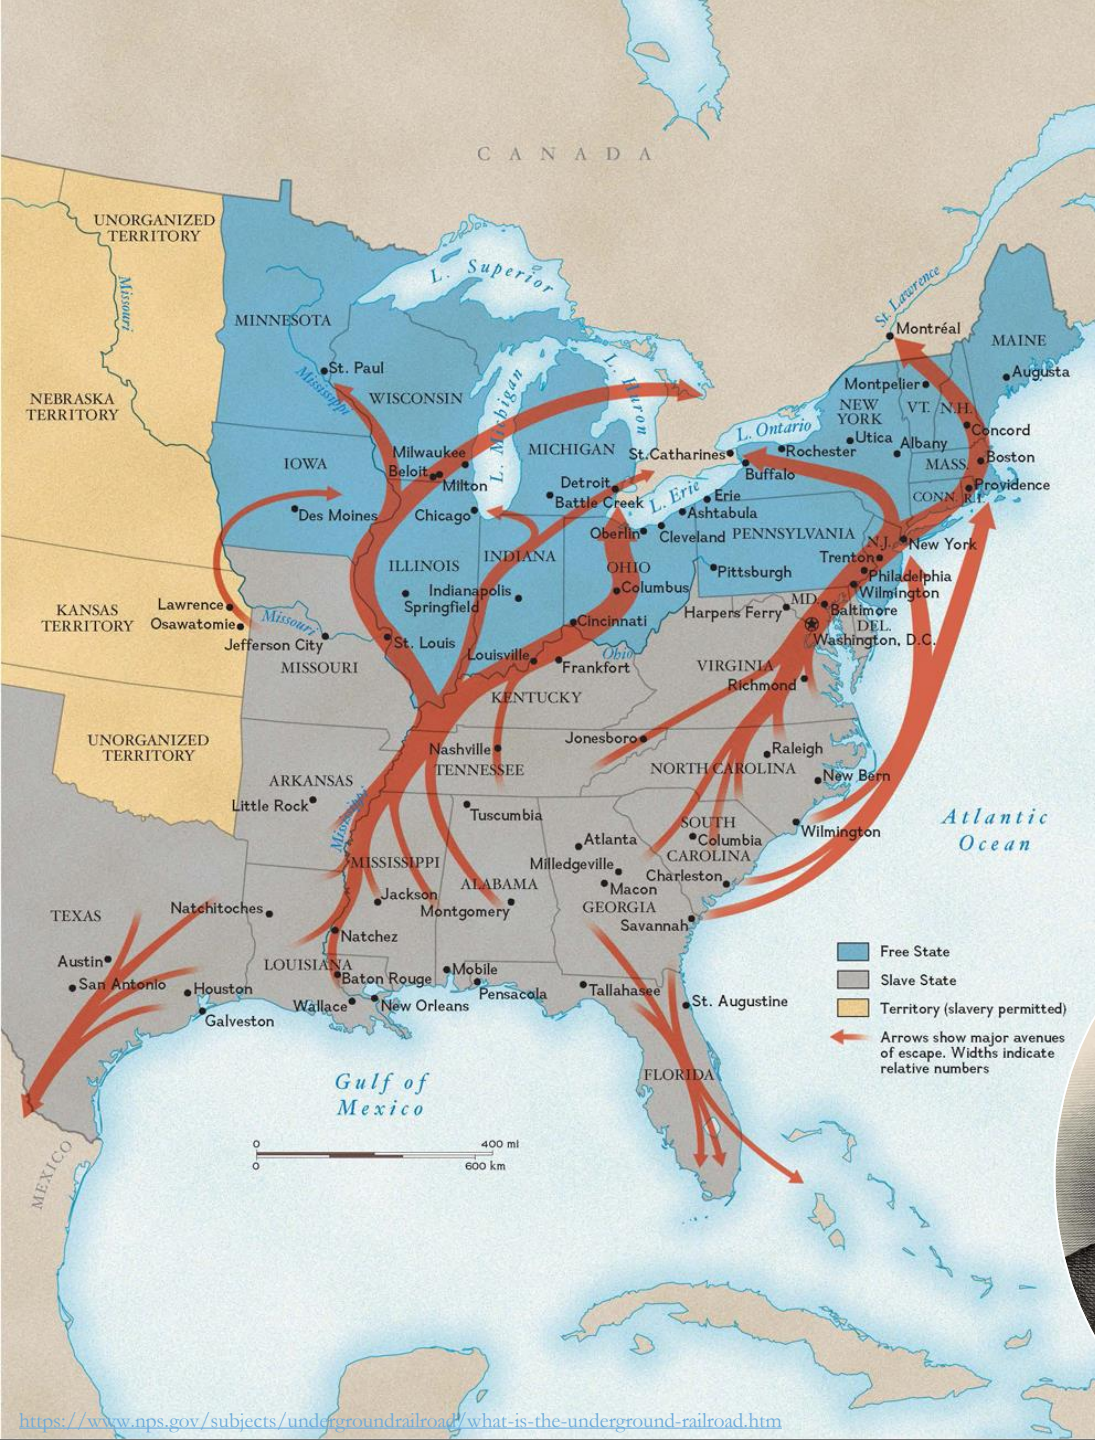 CANADA
UNORGANIZED
TERRITORY
Missouri
L. Superior
MINNESOTA
St. Lawrence
Montréal
MAINE
St. Paul
Augusta
Mississippi
WISCONSIN
L. Michigan
L. Huron
Montpelier
NEBRASKA
TERRITORY
NEW
YORK
VT.
N.H.
L. Ontario
Concord
Utica
Albany
Milwaukee
MICHIGAN
St. Catharines
Rochester
Boston
IOWA
Beloit
Milton
Buffalo
MASS.
Detroit
Providence
Battle Creek
L. Erie
Erie
CONN.
R.I.
Des Moines
Chicago
Ashtabula
Oberlin
Cleveland
PENNSYLVANIA
N.J.
New York
INDIANA
Trenton
ILLINOIS
OHIO
Pittsburgh
Philadelphia
Indianapolis
Columbus
Wilmington
Springfield
Lawrence
Harpers Ferry
MD.
Baltimore
KANSAS
TERRITORY
Osawatomie
Missouri
Cincinnati
DEL.
Jefferson City
St. Louis
Washington, D.C.
Louisville
Ohio
Frankfort
MISSOURI
VIRGINIA
Richmond
KENTUCKY
UNORGANIZED
TERRITORY
Nashville
Jonesboro
Raleigh
TENNESSEE
NORTH CAROLINA
New Bern
ARKANSAS
Little Rock
Mississippi
Tuscumbia
SOUTH
CAROLINA
Wilmington
Atlantic
Ocean
Atlanta
Columbia
MISSISSIPPI
Milledgeville
Charleston
ALABAMA
Macon
Jackson
TEXAS
Natchitoches
Montgomery
GEORGIA
Savannah
Natchez
Austin
LOUISIANA
Free State
San Antonio
Houston
Baton Rouge
Mobile
Slave State
Tallahasee
Pensacola
Wallace
New Orleans
St. Augustine
Territory (slavery permitted)
Galveston
Arrows show major avenues
of escape. Widths indicate
relative numbers
FLORIDA
Gulf of
Mexico
0 400 mi
0 600 km
MEXICO
https://www.nps.gov/subjects/undergroundrailroad/what-is-the-underground-railroad.htm